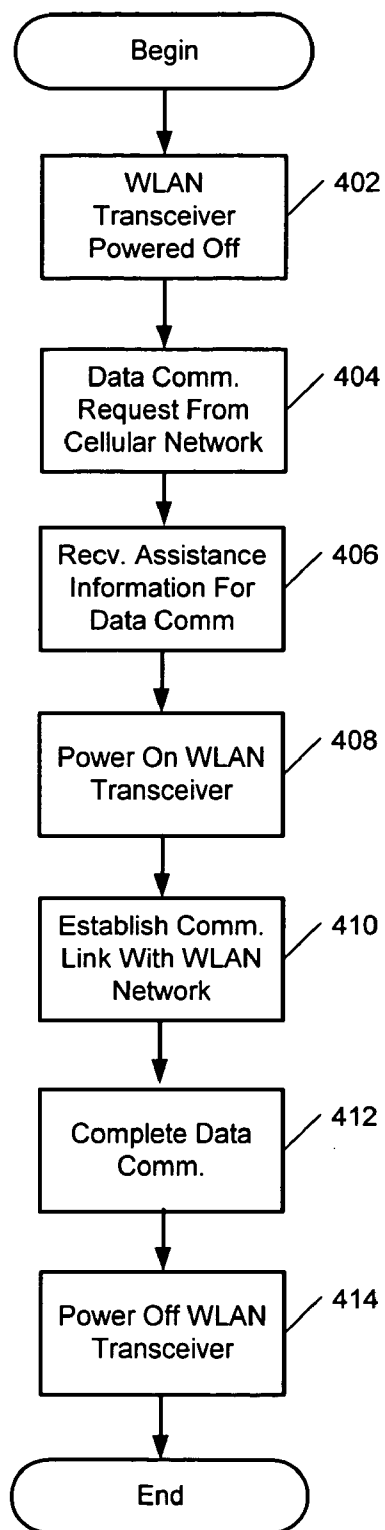 Begin
WLAN
Transceiver
Powered Off
402
Data Comm.
Request From
Cellular Network
404
Recv. Assistance
Information For
Data Comm
406
Power On WLAN
Transceiver
408
Establish Comm.
Link With WLAN
Network
410
Complete Data
Comm.
412
Power Off WLAN
Transceiver
414
End